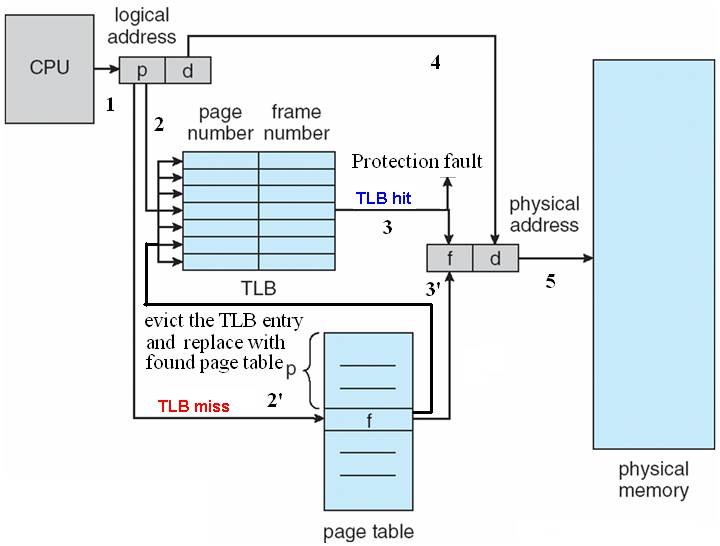 logical
address
CPU
p
d
4
1
2
page
number
frame
number
Protection fault
TLB hit
3
physical
address
f
d
5
3'
TLB
evict the TLB entry
and replace with
found page table
p
2'
TLB miss
f
page table
physical
memory